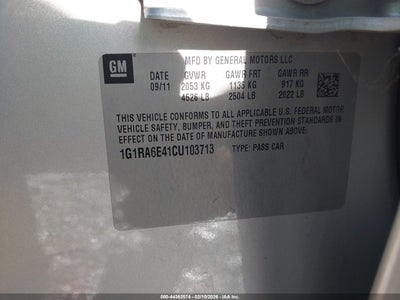 GM
MFD BY GENERAL MOTORS LLC
DATE GVWR GAWR FRT GAWR RR
09/11 2053 KG 1136 KG 917 KG
4526 LB 2504 LB 2022 LB
THIS VEHICLE CONFORMS TO ALL APPLICABLE U.S. FEDERAL MOTOR
VEHICLE SAFETY, BUMPER, AND THEFT PREVENTION STANDARDS IN
EFFECT ON THE DATE OF MANUFACTURE SHOWN ABOVE.
1G1RA6E41CU103713 TYPE: PASS CAR